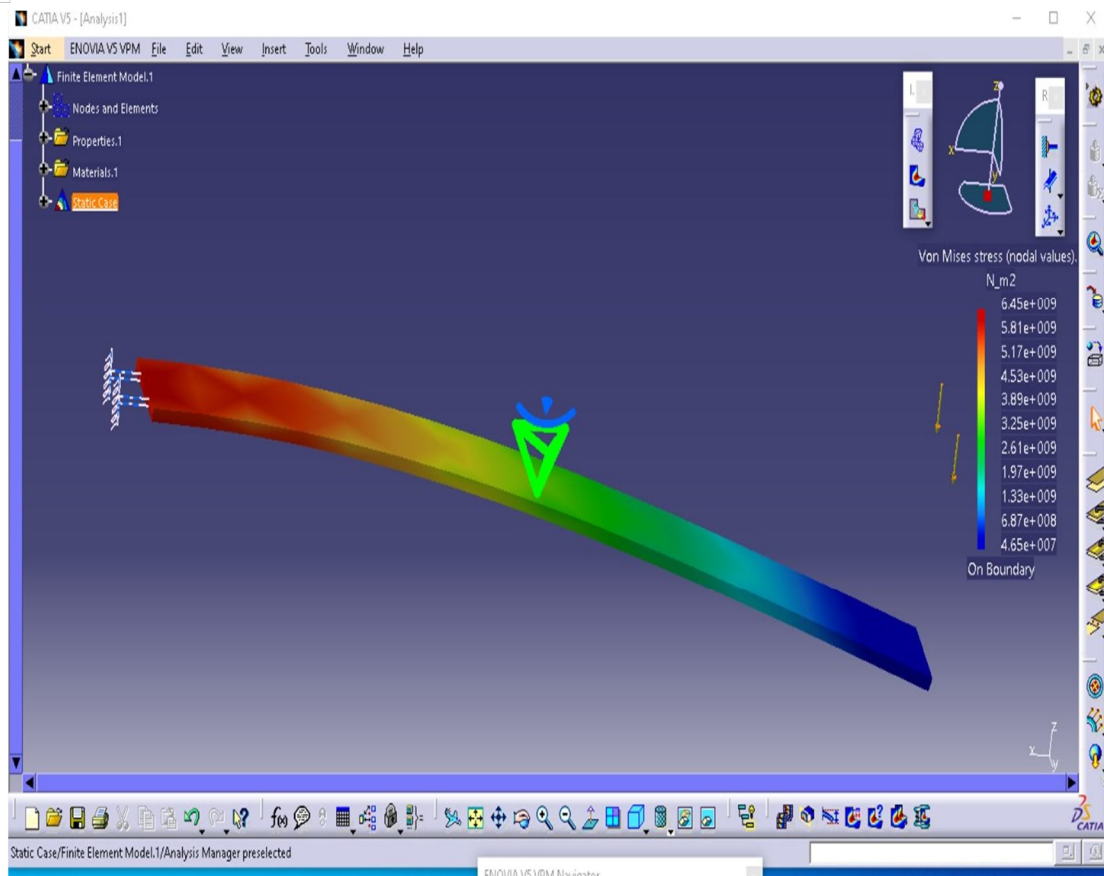 CATIA V5 - [Analysis1]
Start ENOVIA V5 VPM File Edit View Insert Tools Window Help
Finite Element Model.1
Nodes and Elements
Properties.1
Materials.1
Static Case
L
R
z
x
y
Von Mises stress (nodal values).
N_m2
6.45e+009
5.81e+009
5.17e+009
4.53e+009
3.89e+009
3.25e+009
2.61e+009
1.97e+009
1.33e+009
6.87e+008
4.65e+007
On Boundary
z
x
y
f(x)
CATIA
Static Case/Finite Element Model.1/Analysis Manager preselected
ENOVIA V5 VPM Navigator